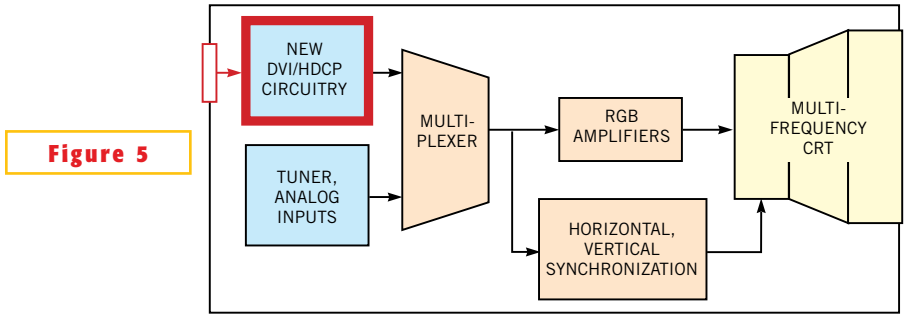 Figure 5
NEW
DVI/HDCP
CIRCUITRY
TUNER,
ANALOG
INPUTS
MULTI-
PLEXER
RGB
AMPLIFIERS
HORIZONTAL,
VERTICAL
SYNCHRONIZATION
MULTI-
FREQUENCY
CRT